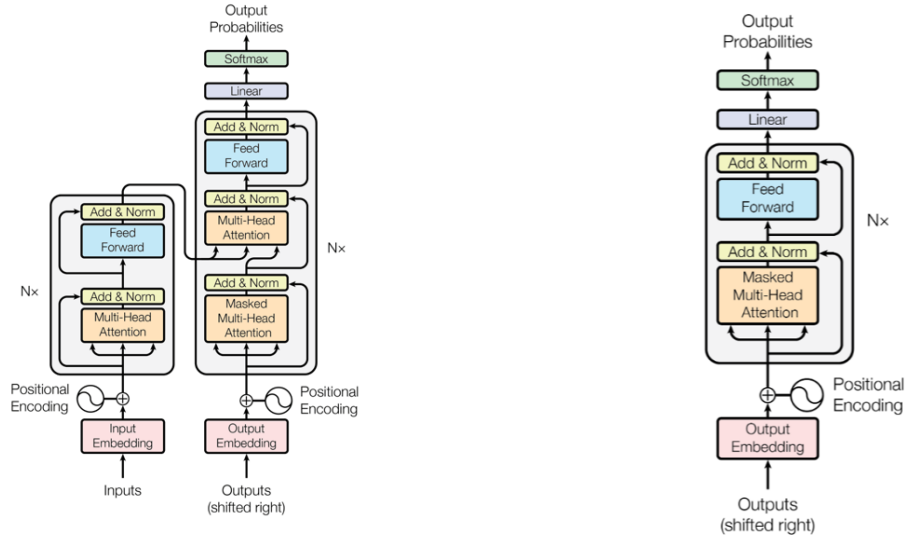 Output
Probabilities
Softmax
Linear
Add & Norm
Feed
Forward
Add & Norm
Multi-Head
Attention
Add & Norm
Masked
Multi-Head
Attention
Nx
Add & Norm
Feed
Forward
Add & Norm
Multi-Head
Attention
Nx
Positional
Encoding
Positional
Encoding
Input
Embedding
Output
Embedding
Inputs
Outputs
(shifted right)
Output
Probabilities
Softmax
Linear
Add & Norm
Feed
Forward
Add & Norm
Masked
Multi-Head
Attention
Nx
Positional
Encoding
Output
Embedding
Outputs
(shifted right)